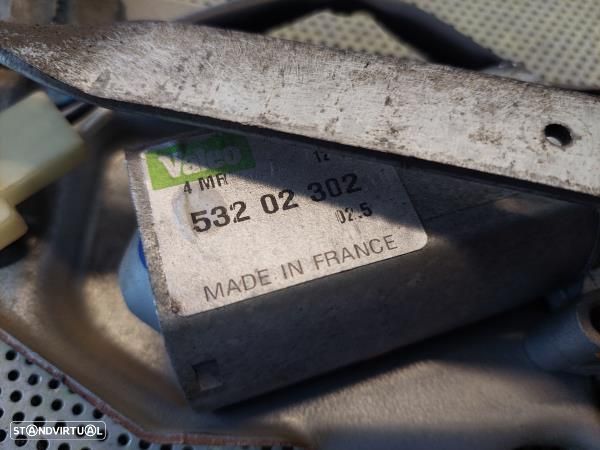 Valeo
4 MR 12
532 02 302
02.5
MADE IN FRANCE
STANDVIRTUAL